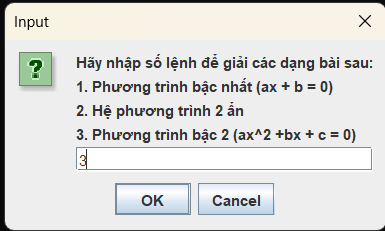 Input
Hãy nhập số lệnh để giải các dạng bài sau:
1. Phương trình bậc nhất (ax + b = 0)
2. Hệ phương trình 2 ẩn
3. Phương trình bậc 2 (ax^2 +bx + c = 0)
3
OK
Cancel